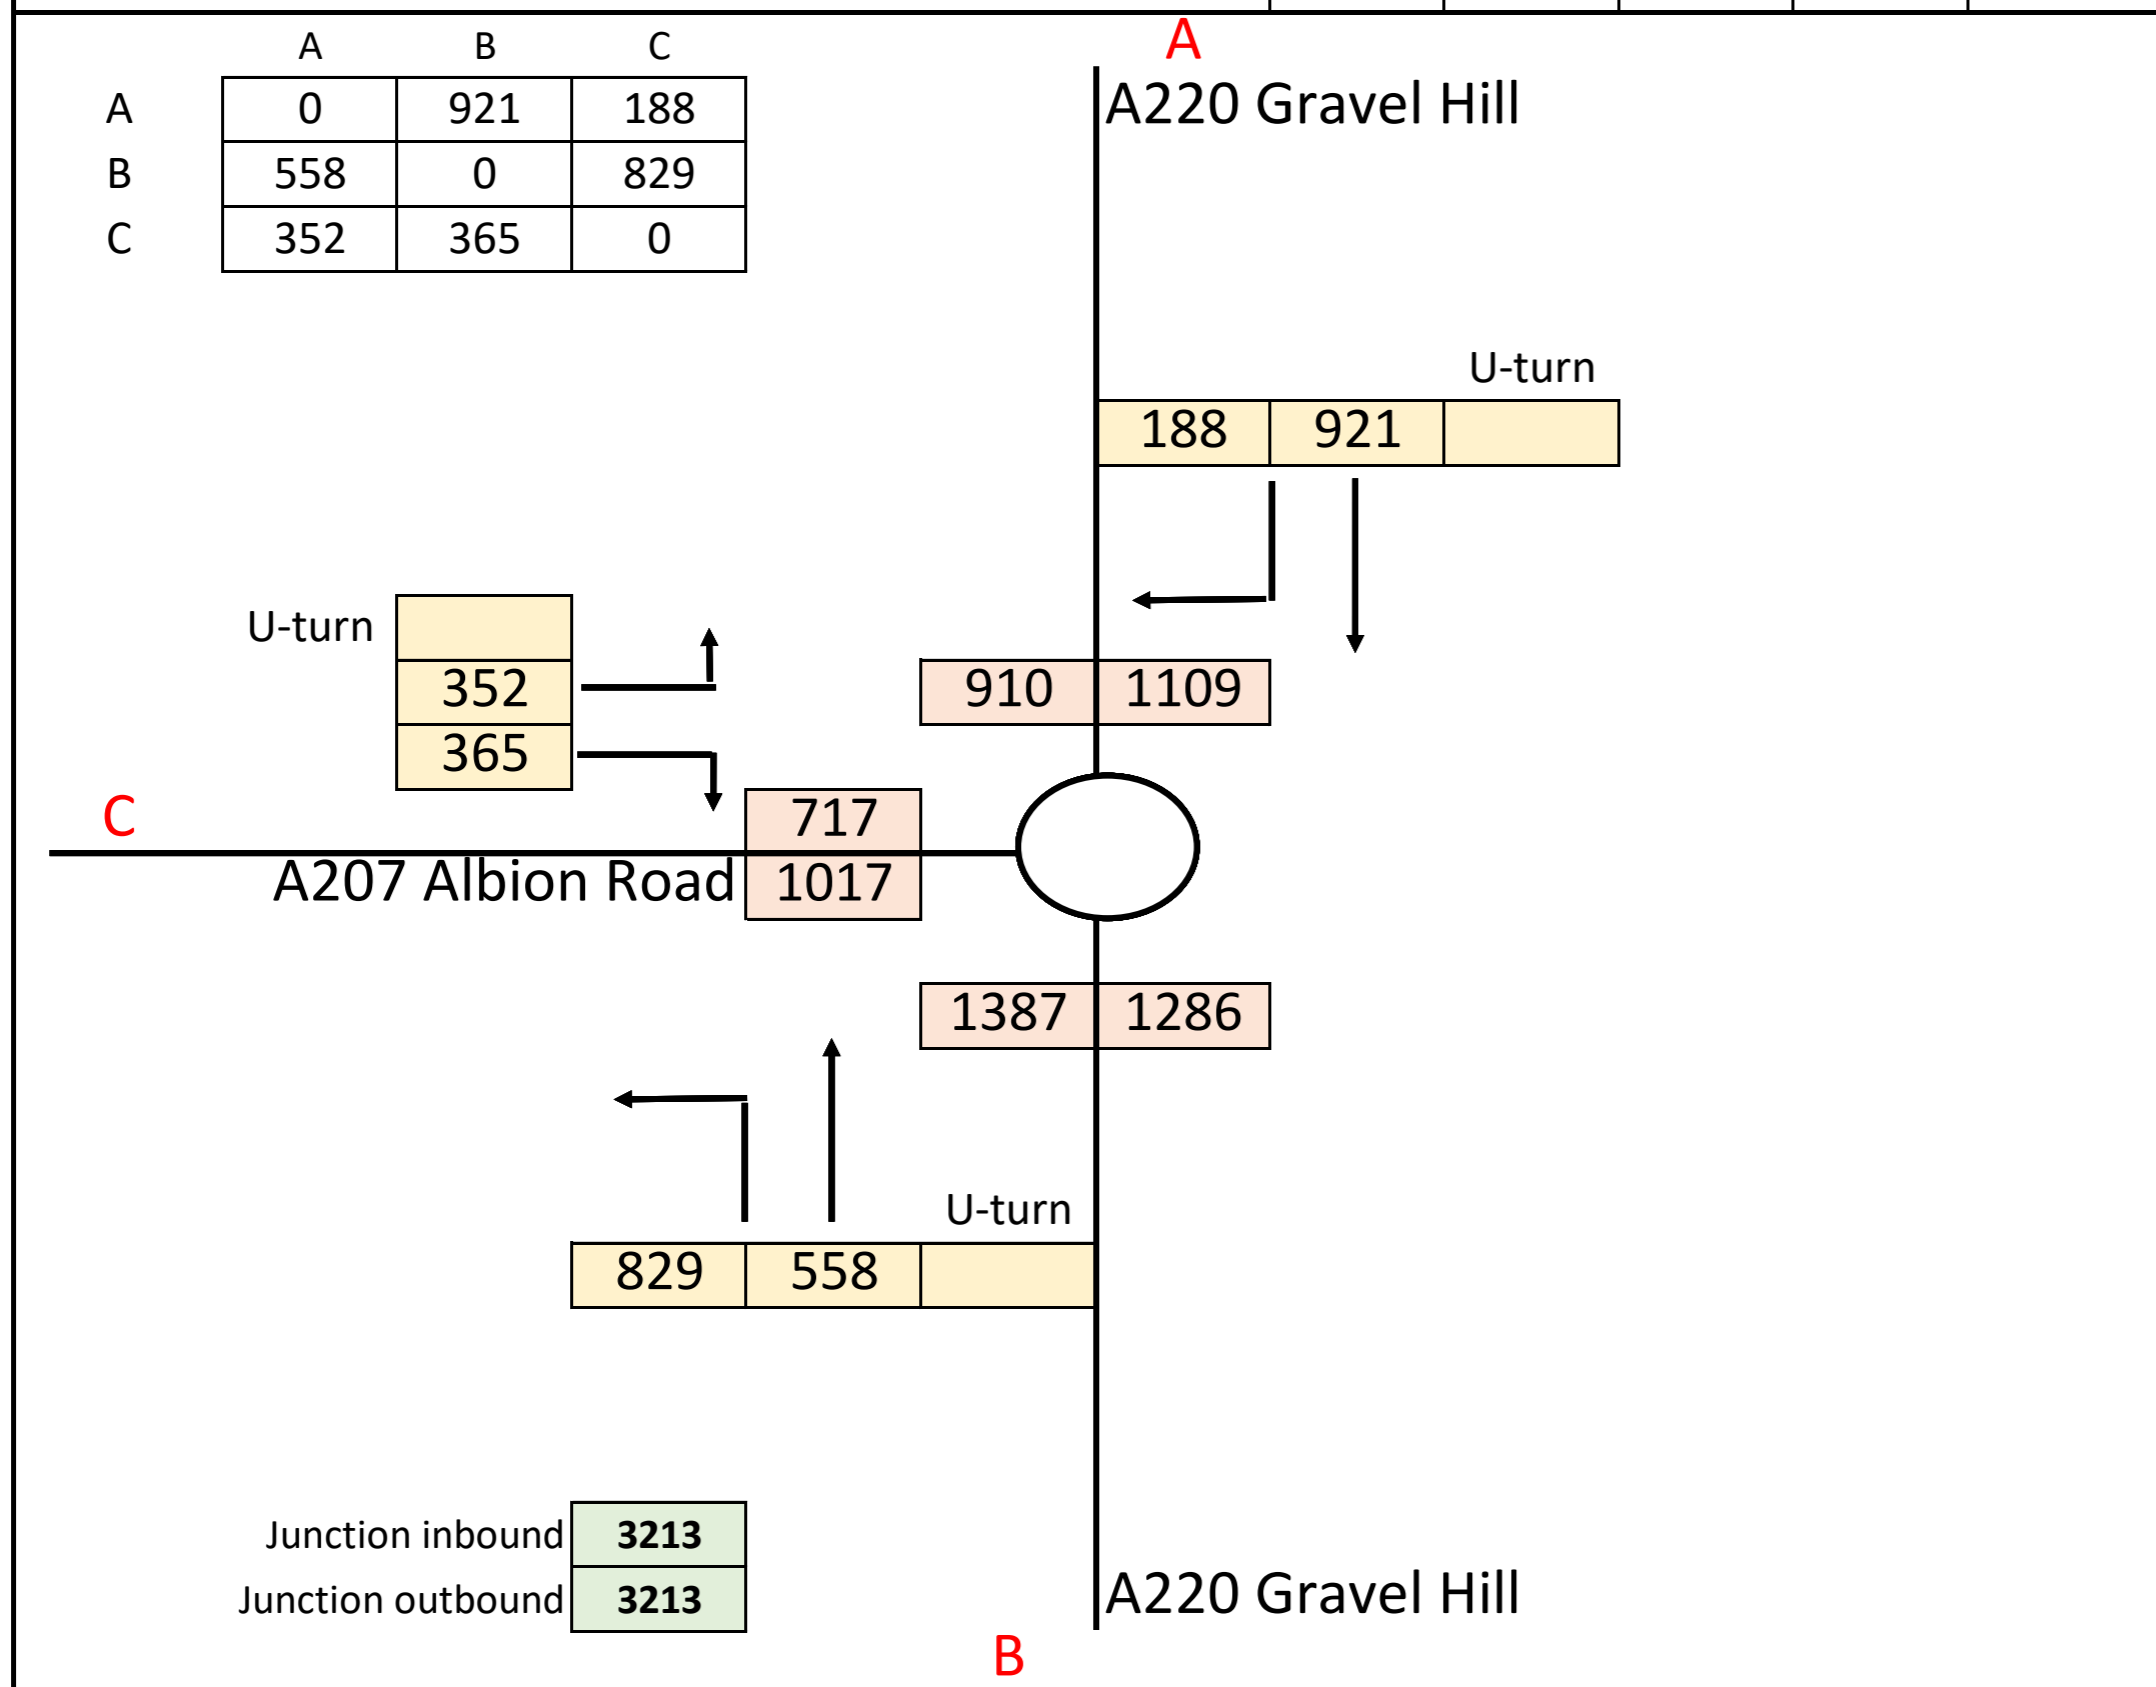 A
A B C
A220 Gravel Hill
A 0 921 188
B 558 0 829
C 352 365 0
U-turn
188 921
U-turn
352
910 1109
365
C
717
A207 Albion Road 1017
1387 1286
U-turn
829 558
Junction inbound 3213
Junction outbound 3213
A220 Gravel Hill
B